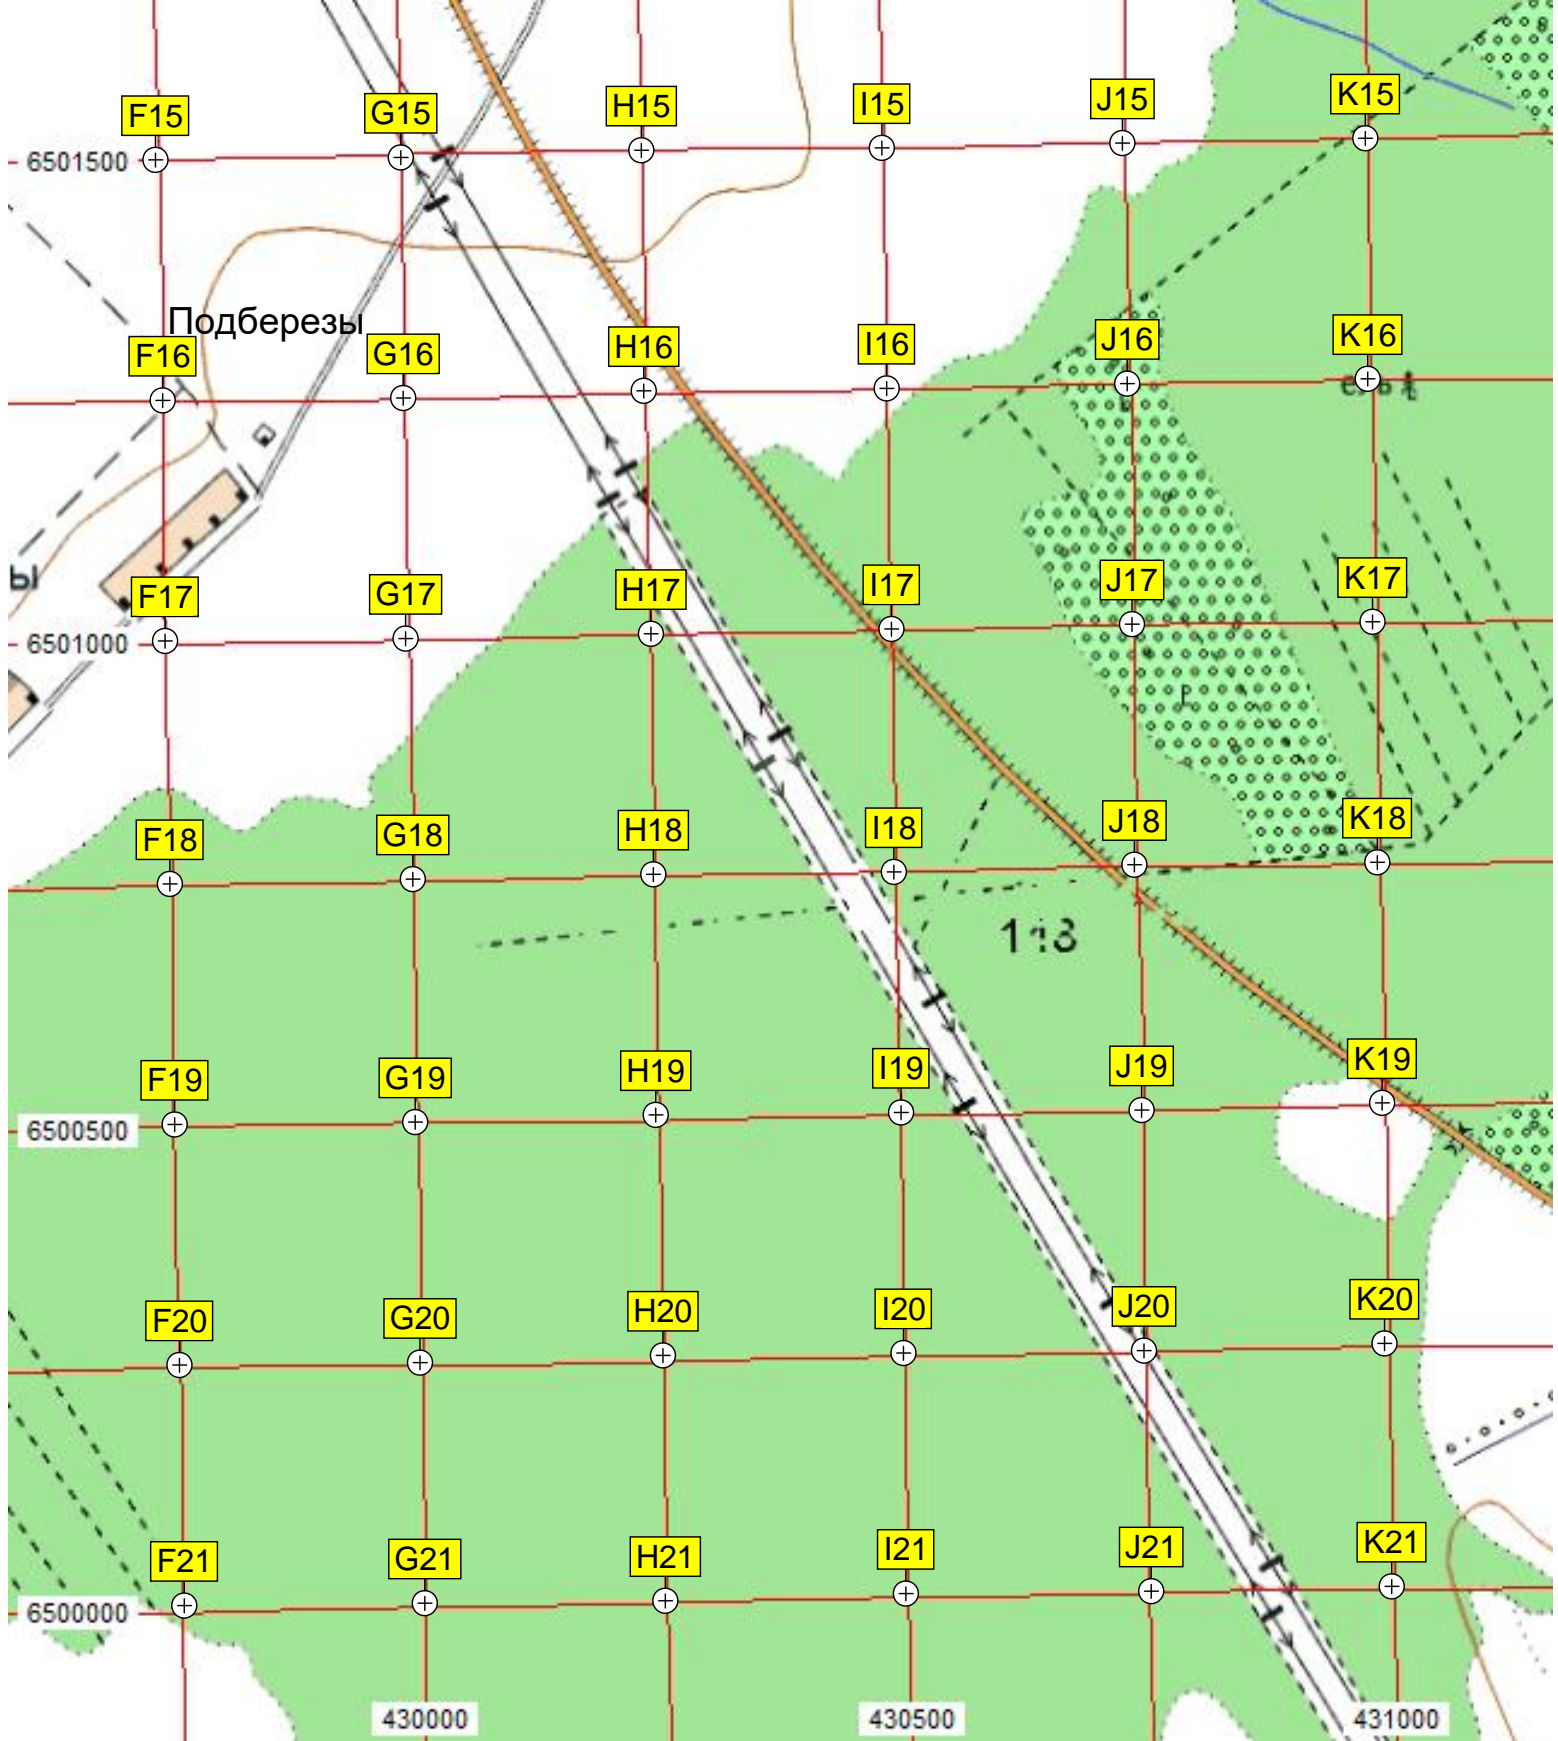 F15 G15 H15 I15 J15 K15
6501500
Подберезы
F16 G16 H16 I16 J16 K16
ы
F17 G17 H17 I17 J17 K17
6501000
F18 G18 H18 I18 J18 K18
F19 G19 H19 I19 J19 K19
6500500
F20 G20 H20 I20 J20 K20
F21 G21 H21 I21 J21 K21
6500000
430000 430500 431000